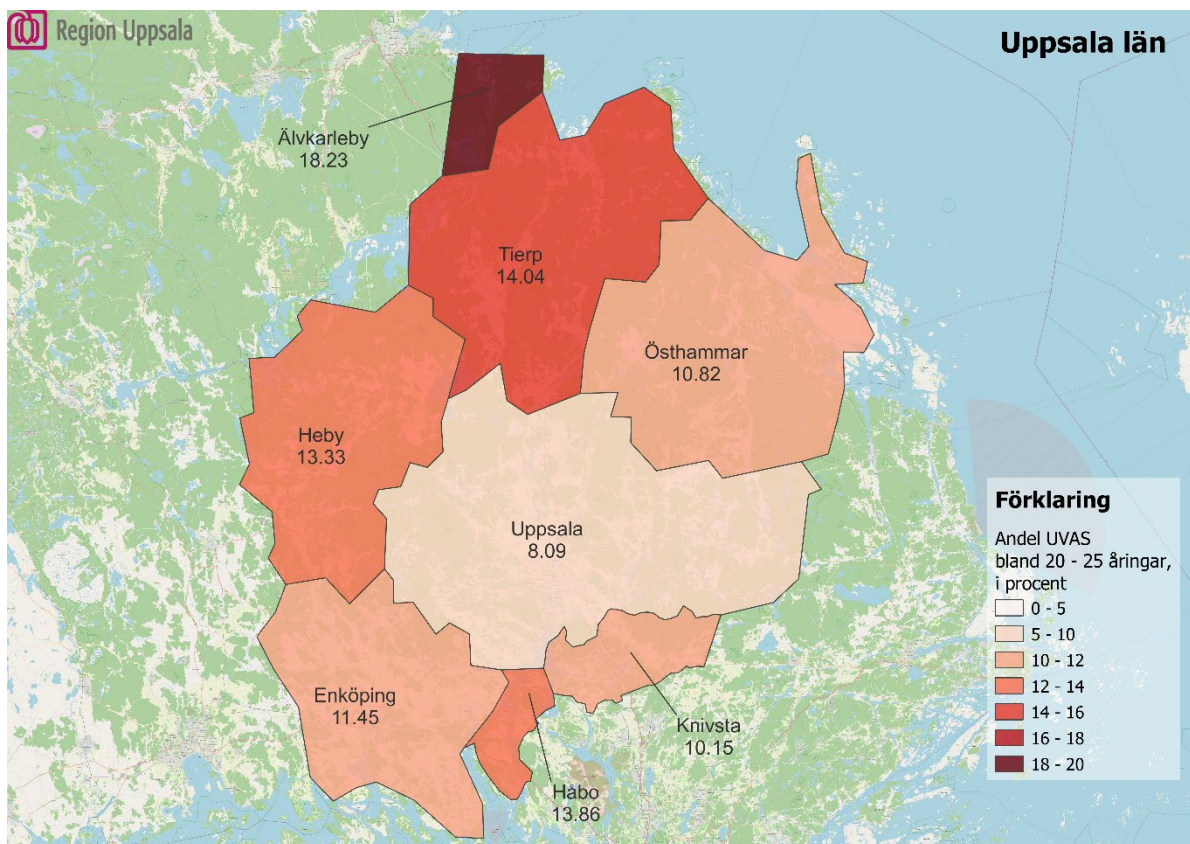 Region Uppsala
Uppsala län
Älvkarleby
18.23
Tierp
14.04
Östhammar
10.82
Heby
13.33
Uppsala
8.09
Enköping
11.45
Knivsta
10.15
Håbo
13.86
Förklaring
Andel UVAS
bland 20 - 25 åringar,
i procent
0 - 5
5 - 10
10 - 12
12 - 14
14 - 16
16 - 18
18 - 20